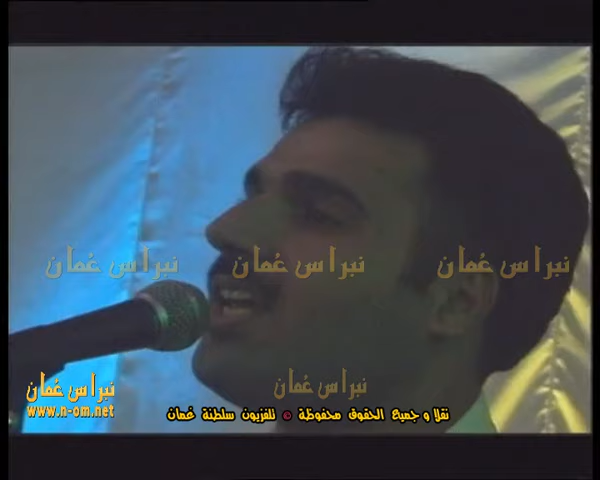 نبراس عُمان نبراس عُمان نبراس عُمان
نبراس عُمان
نبراس عُمان
www.n-om.net
نقلا و جميع الحقوق محفوظة © تلفزيون سلطنة عُمان